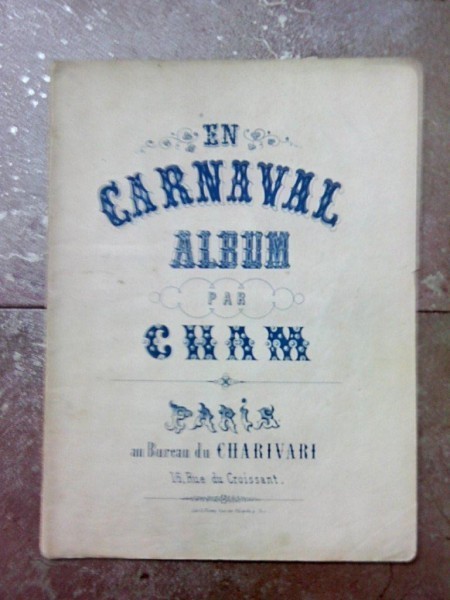 EN
CARNAVAL
ALBUM
PAR
CHAM
PARIS
au Bureau du CHARIVARI
16, Rue du Croissant.